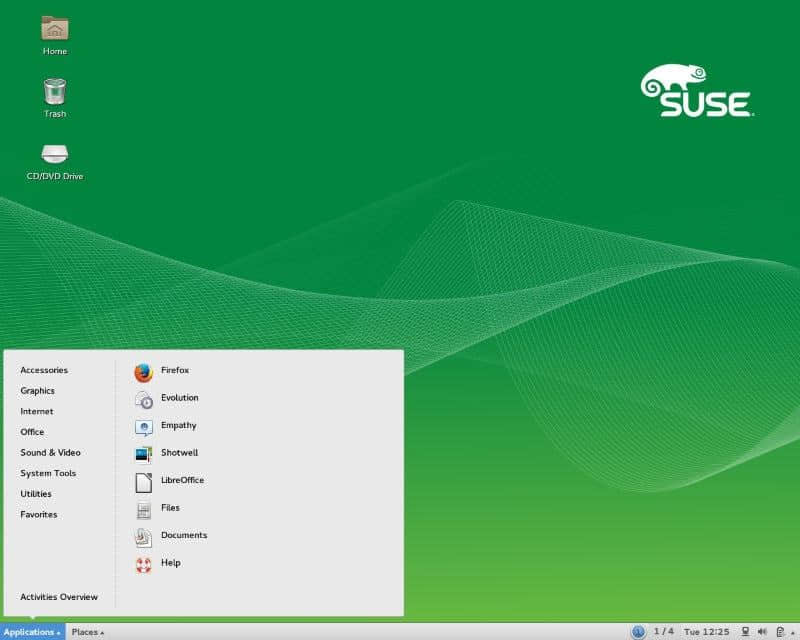 Home
Trash
CD/DVD Drive
SUSE
Accessories
Graphics
Internet
Office
Sound & Video
System Tools
Utilities
Favorites
Activities Overview
Firefox
Evolution
Empathy
Shotwell
LibreOffice
Files
Documents
Help
Applications
Places
1 / 4
Tue 12:25